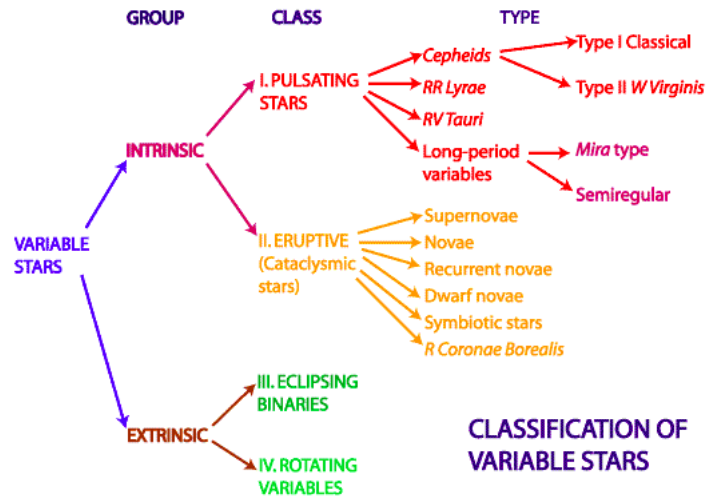 GROUP
CLASS
TYPE
VARIABLE
STARS
INTRINSIC
EXTRINSIC
I. PULSATING
STARS
II. ERUPTIVE
(Cataclysmic
stars)
III. ECLIPSING
BINARIES
IV. ROTATING
VARIABLES
Cepheids
RR Lyrae
RV Tauri
Long-period
variables
Type I Classical
Type II W Virginis
Mira type
Semiregular
Supernovae
Novae
Recurrent novae
Dwarf novae
Symbiotic stars
R Coronae Borealis
CLASSIFICATION OF
VARIABLE STARS